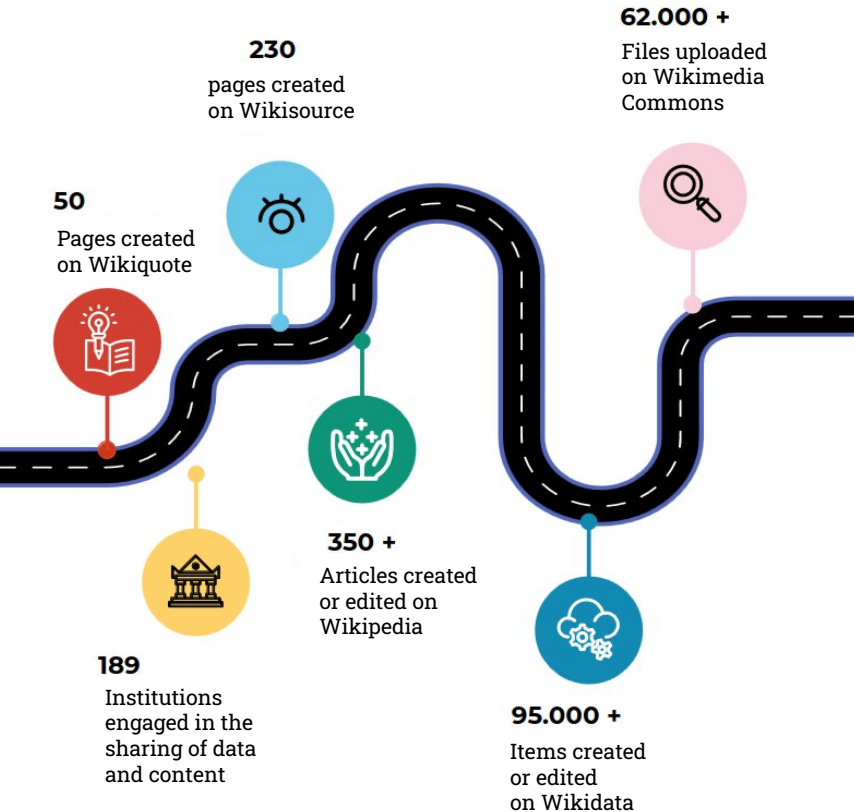 50
Pages created
on Wikiquote
189
Institutions
engaged in the
sharing of data
and content
230
pages created
on Wikisource
350 +
Articles created
or edited on
Wikipedia
95.000 +
Items created
or edited
on Wikidata
62.000 +
Files uploaded
on Wikimedia
Commons